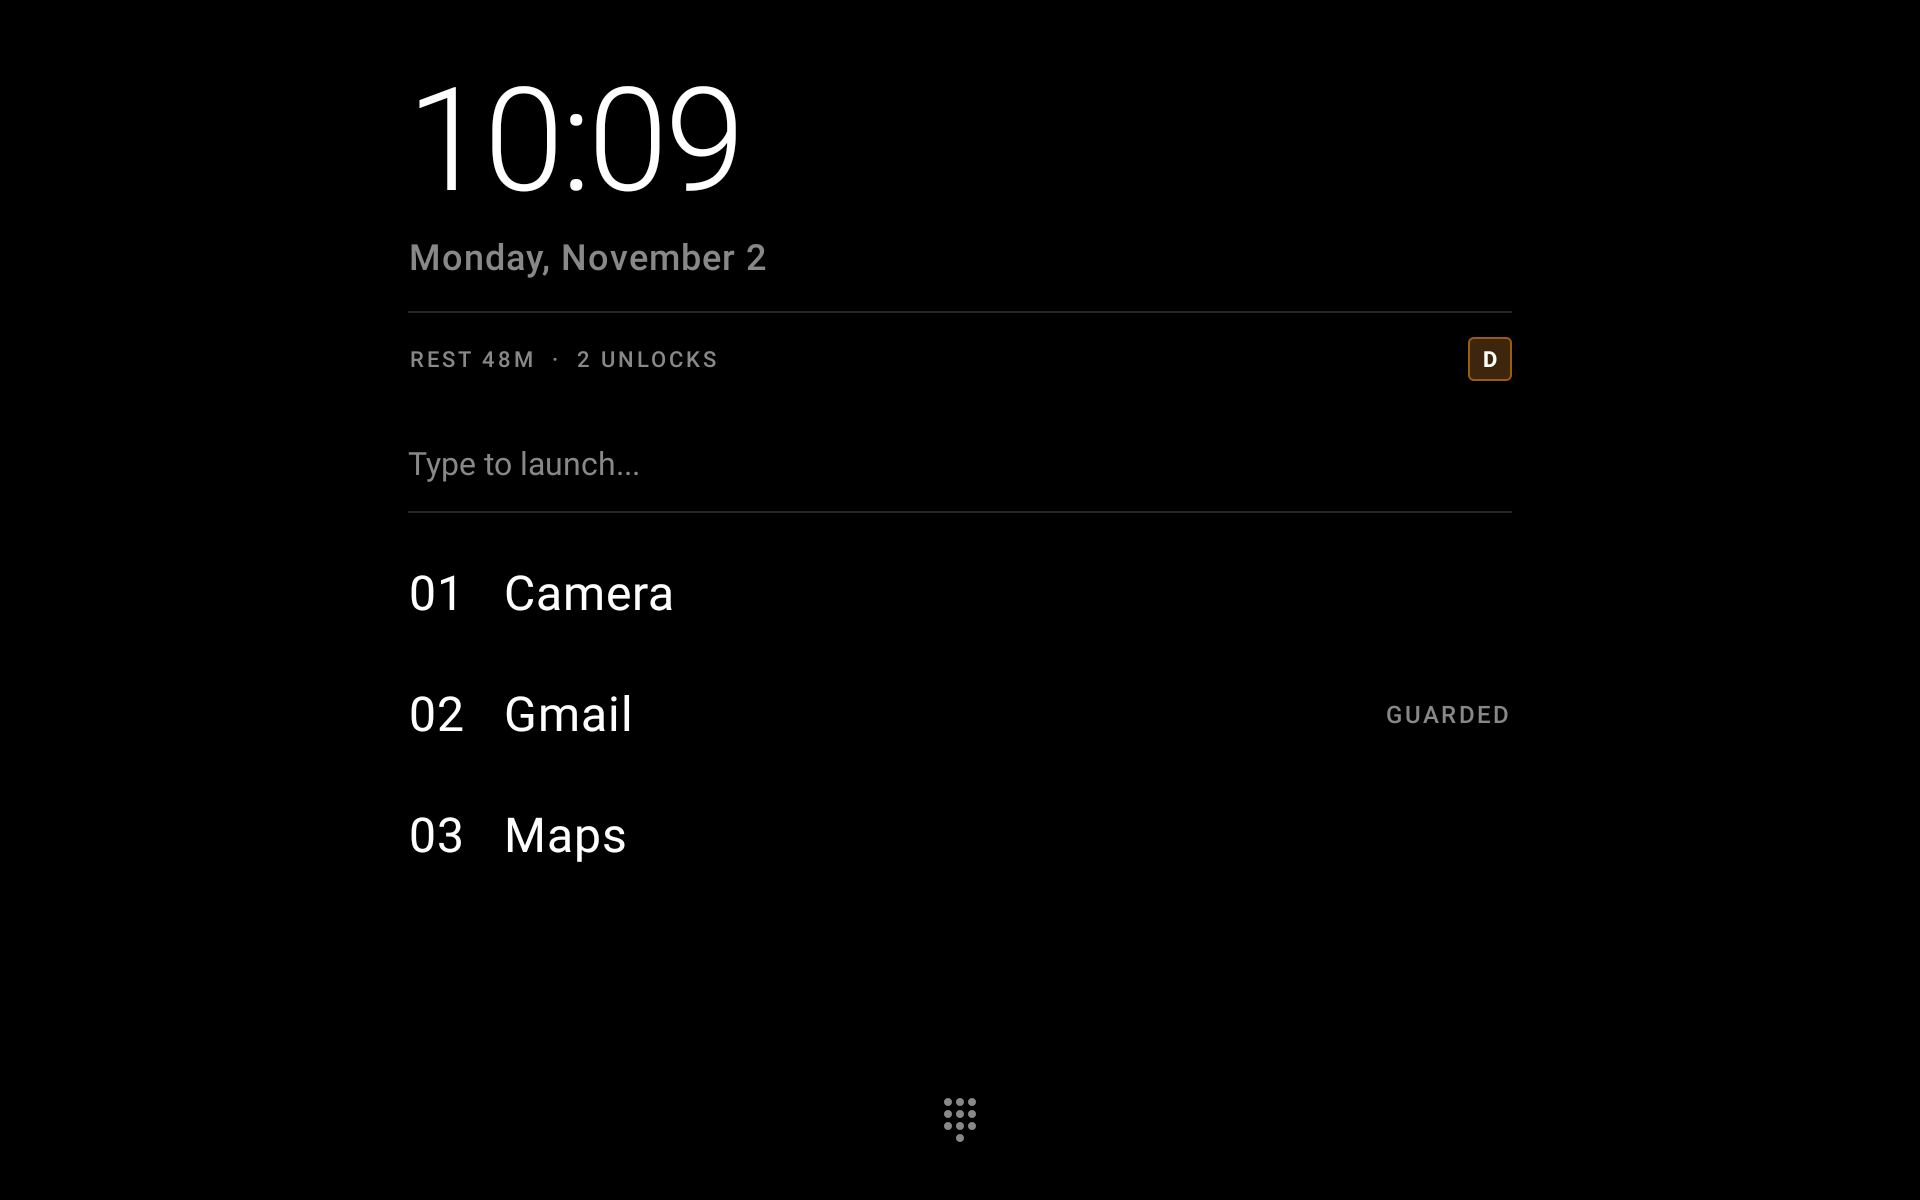 10:09
Monday, November 2
REST 48M · 2 UNLOCKS
D
Type to launch...
01 Camera
02 Gmail GUARDED
03 Maps